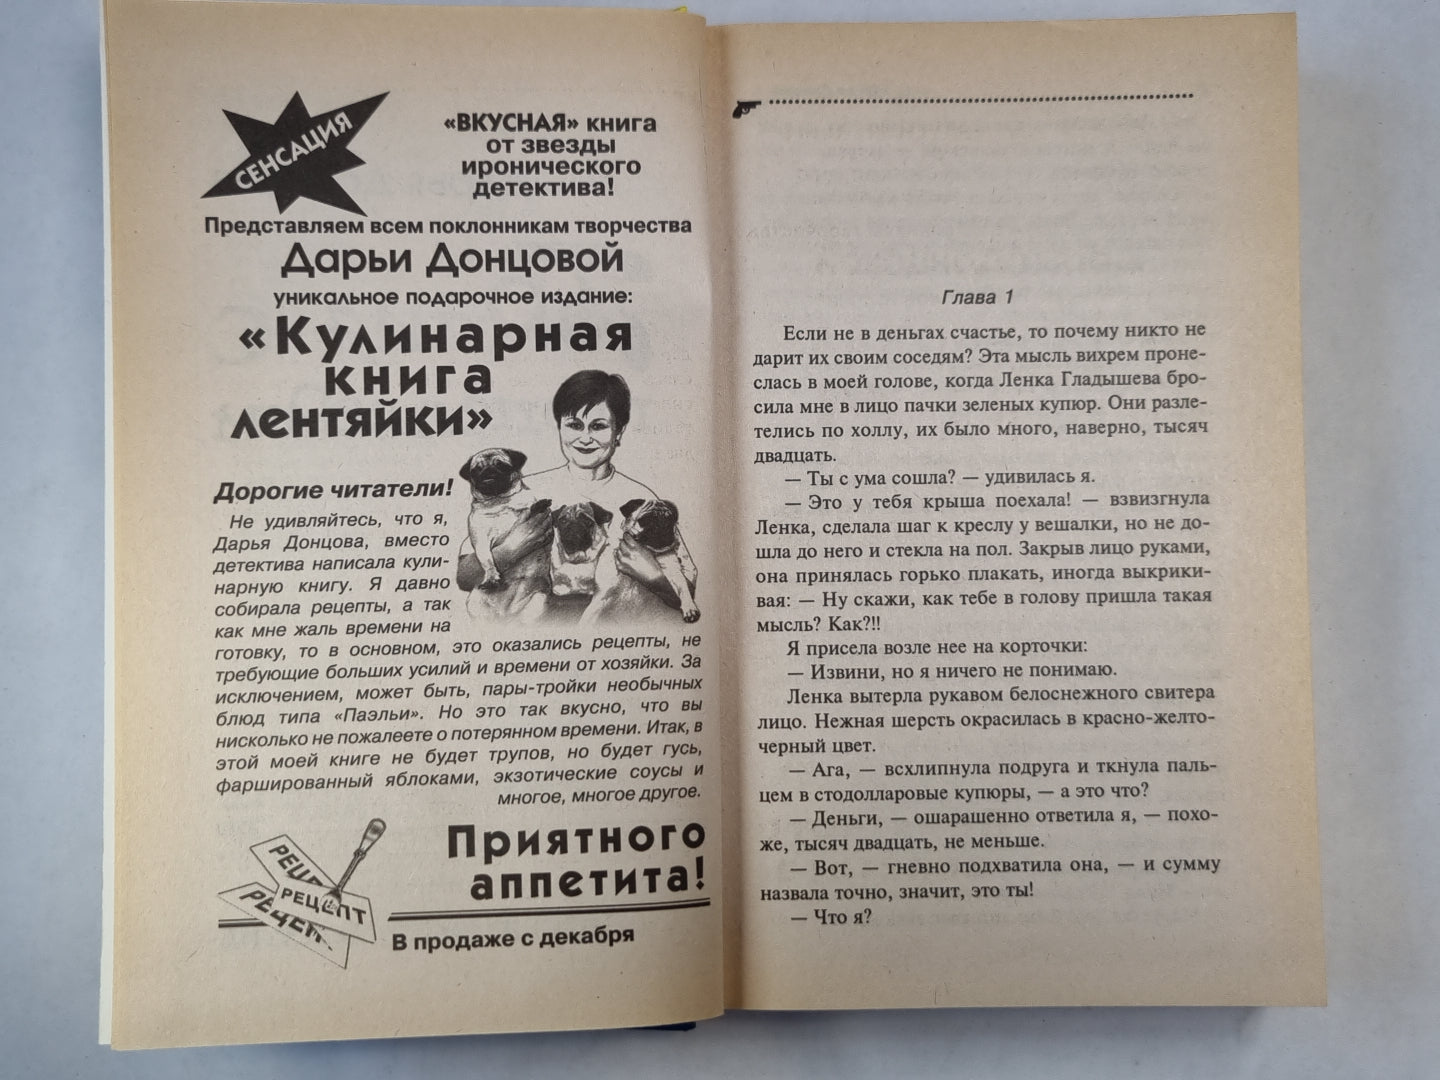 СЕНСАЦИЯ
«ВКУСНАЯ» книга
от звезды
иронического
детектива!
Представляем всем поклонникам творчества
Дарьи Донцовой
уникальное подарочное издание:
«Кулинарная
книга
лентяйки»
Дорогие читатели!
Не удивляйтесь, что я,
Дарья Донцова, вместо
детектива написала кули-
нарную книгу. Я давно
собирала рецепты, а так
как мне жаль времени на
готовку, то в основном, это оказались рецепты, не
требующие больших усилий и времени от хозяйки. За
исключением, может быть, пары-тройки необычных
блюд типа «Паэльи». Но это так вкусно, что вы
нисколько не пожалеете о потерянном времени. Итак, в
этой моей книге не будет трупов, но будет гусь,
фаршированный яблоками, экзотические соусы и
многое, многое другое.
РЕЦЕ
РЕЦЕПТ
РЕЦЕП
Приятного
аппетита!
В продаже с декабря
Глава 1
Если не в деньгах счастье, то почему никто не
дарит их своим соседям? Эта мысль вихрем проне-
слась в моей голове, когда Ленка Гладышева бро-
сила мне в лицо пачки зеленых купюр. Они разле-
телись по холлу, их было много, наверно, тысяч
двадцать.
— Ты с ума сошла? — удивилась я.
— Это у тебя крыша поехала! — взвизгнула
Ленка, сделала шаг к креслу у вешалки, но не до-
шла до него и стекла на пол. Закрыв лицо руками,
она принялась горько плакать, иногда выкрики-
вая: — Ну скажи, как тебе в голову пришла такая
мысль? Как?!!
Я присела возле нее на корточки:
— Извини, но я ничего не понимаю.
Ленка вытерла рукавом белоснежного свитера
лицо. Нежная шерсть окрасилась в красно-желто-
черный цвет.
— Ага, — всхлипнула подруга и ткнула паль-
цем в стодолларовые купюры, — а это что?
— Деньги, — ошарашенно ответила я, — похо-
же, тысяч двадцать, не меньше.
— Вот, — гневно подхватила она, — и сумму
назвала точно, значит, это ты!
— Что я?